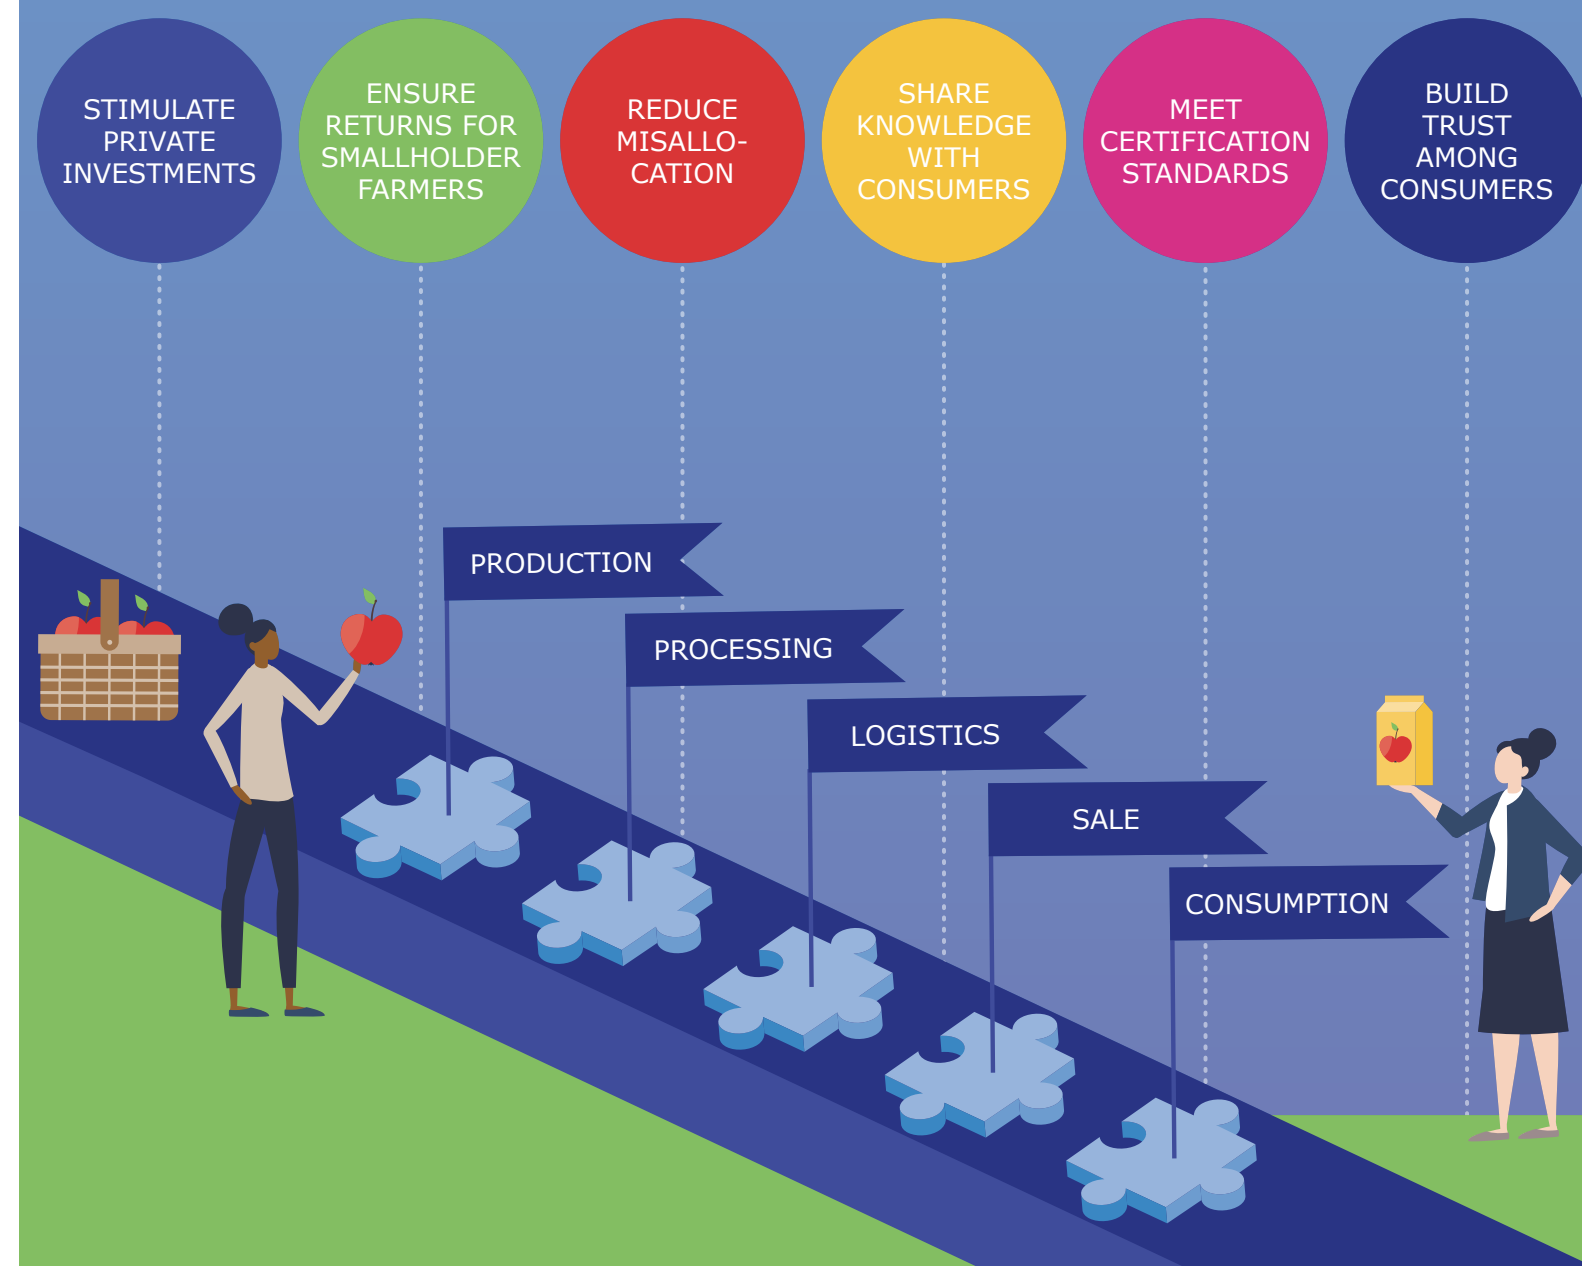 STIMULATE
PRIVATE
INVESTMENTS
ENSURE
RETURNS FOR
SMALLHOLDER
FARMERS
REDUCE
MISALLO-
CATION
SHARE
KNOWLEDGE
WITH
CONSUMERS
MEET
CERTIFICATION
STANDARDS
BUILD
TRUST
AMONG
CONSUMERS
PRODUCTION
PROCESSING
LOGISTICS
SALE
CONSUMPTION